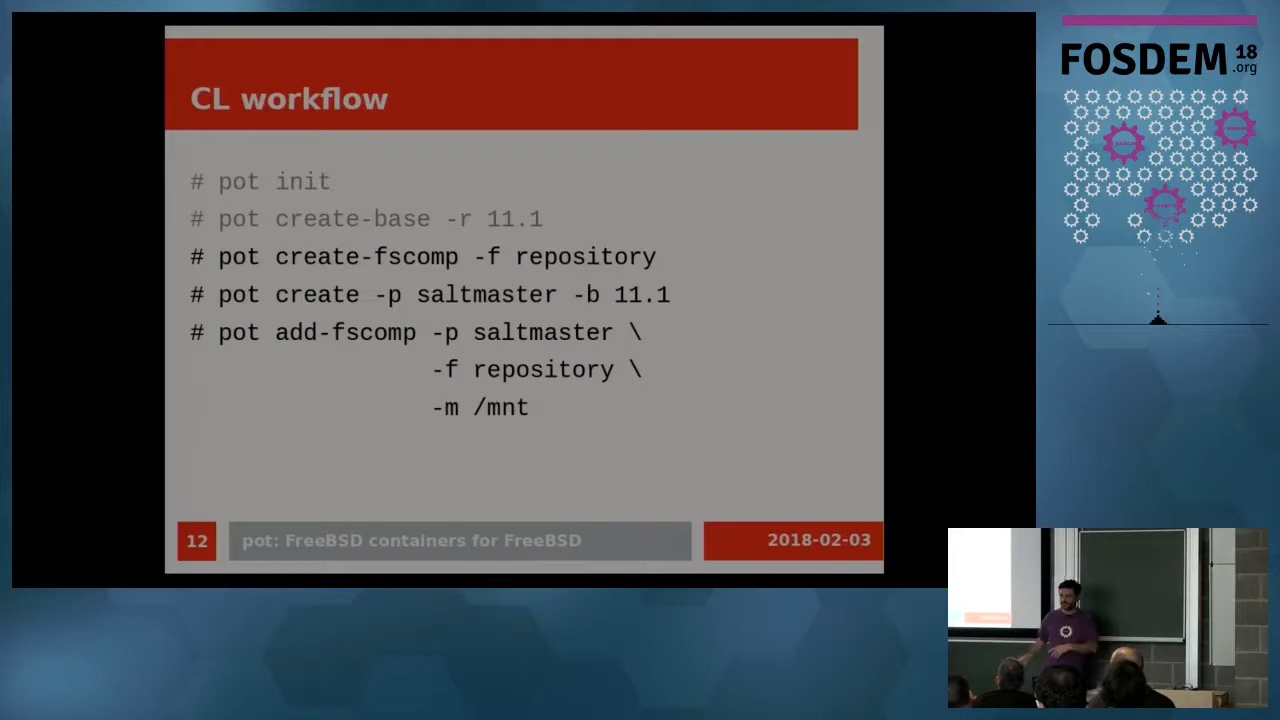 CL workflow
# pot init
# pot create-base -r 11.1
# pot create-fscomp -f repository
# pot create -p saltmaster -b 11.1
# pot add-fscomp -p saltmaster \
-f repository \
-m /mnt
12
pot: FreeBSD containers for FreeBSD
2018-02-03
FOSDEM 18
.org